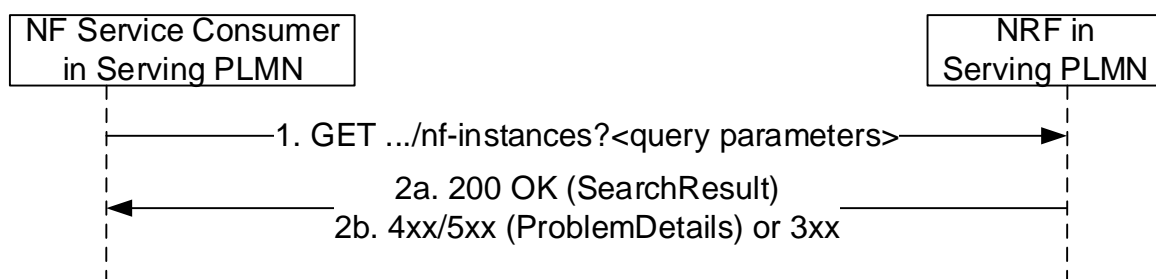 NF Service Consumer
in Serving PLMN
NRF in
Serving PLMN
1. GET .../nf-instances?<query parameters>
2a. 200 OK (SearchResult)
2b. 4xx/5xx (ProblemDetails) or 3xx